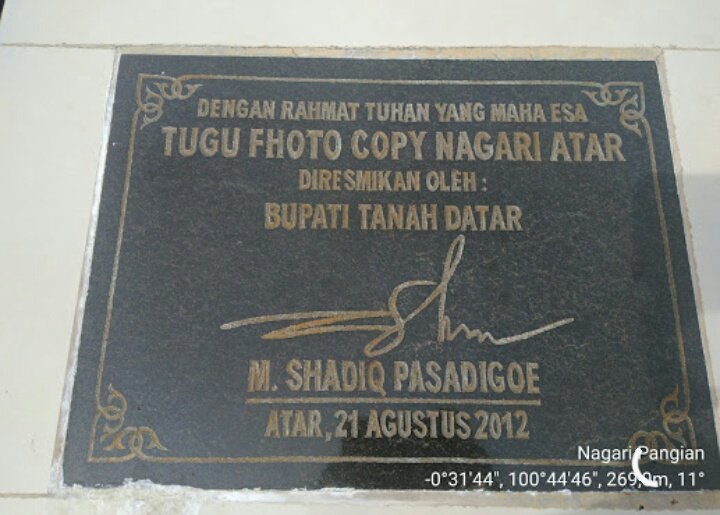 DENGAN RAHMAT TUHAN YANG MAHA ESA
TUGU FHOTO COPY NAGARI ATAR
DIRESMIKAN OLEH :
BUPATI TANAH DATAR
M. SHADIQ PASADIGOE
ATAR, 21 AGUSTUS 2012
Nagari Pangian
-0°31'44", 100°44'46", 269,0m, 11°